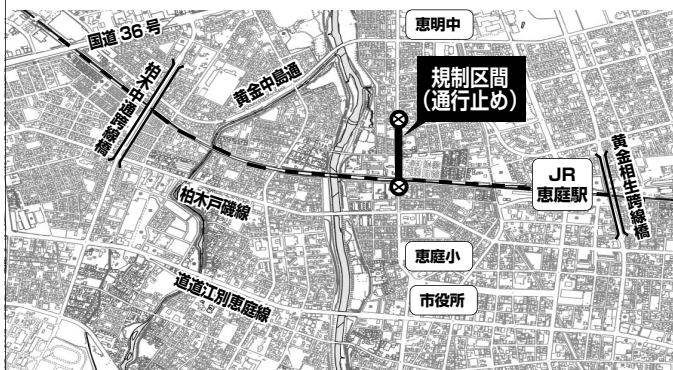 国道36号
恵明中
柏木中通跨線橋
黄金中島通
規制区間
(通行止め)
JR
恵庭駅
黄金相生跨線橋
柏木戸磯線
恵庭小
道道江別恵庭線
市役所